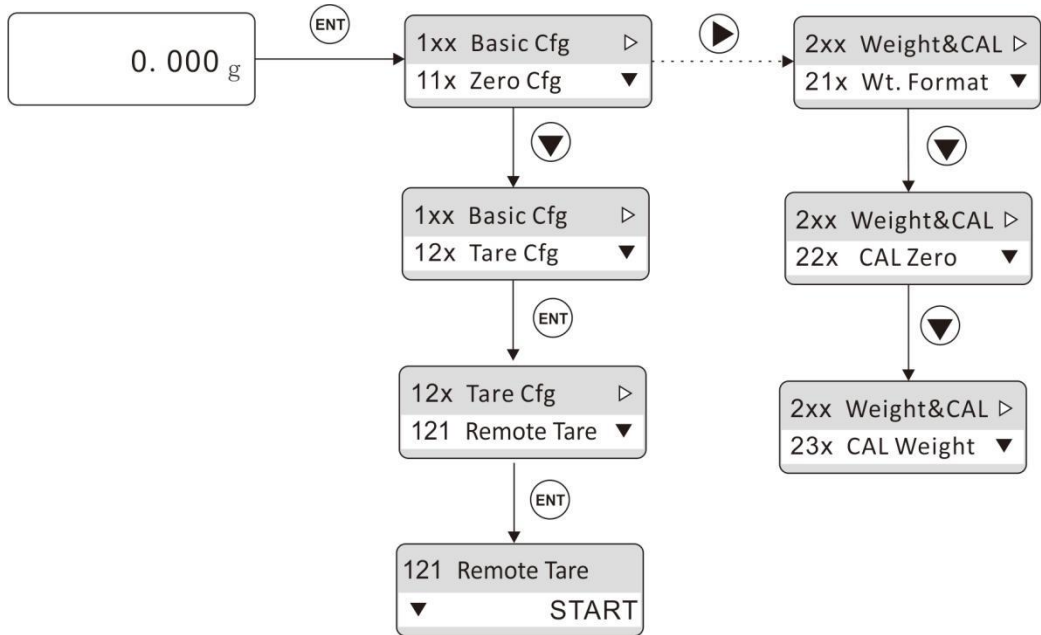 0. 000 g
ENT
1xx Basic Cfg
11x Zero Cfg
2xx Weight&CAL
21x Wt. Format
1xx Basic Cfg
12x Tare Cfg
2xx Weight&CAL
22x CAL Zero
ENT
12x Tare Cfg
121 Remote Tare
2xx Weight&CAL
23x CAL Weight
ENT
121 Remote Tare
START